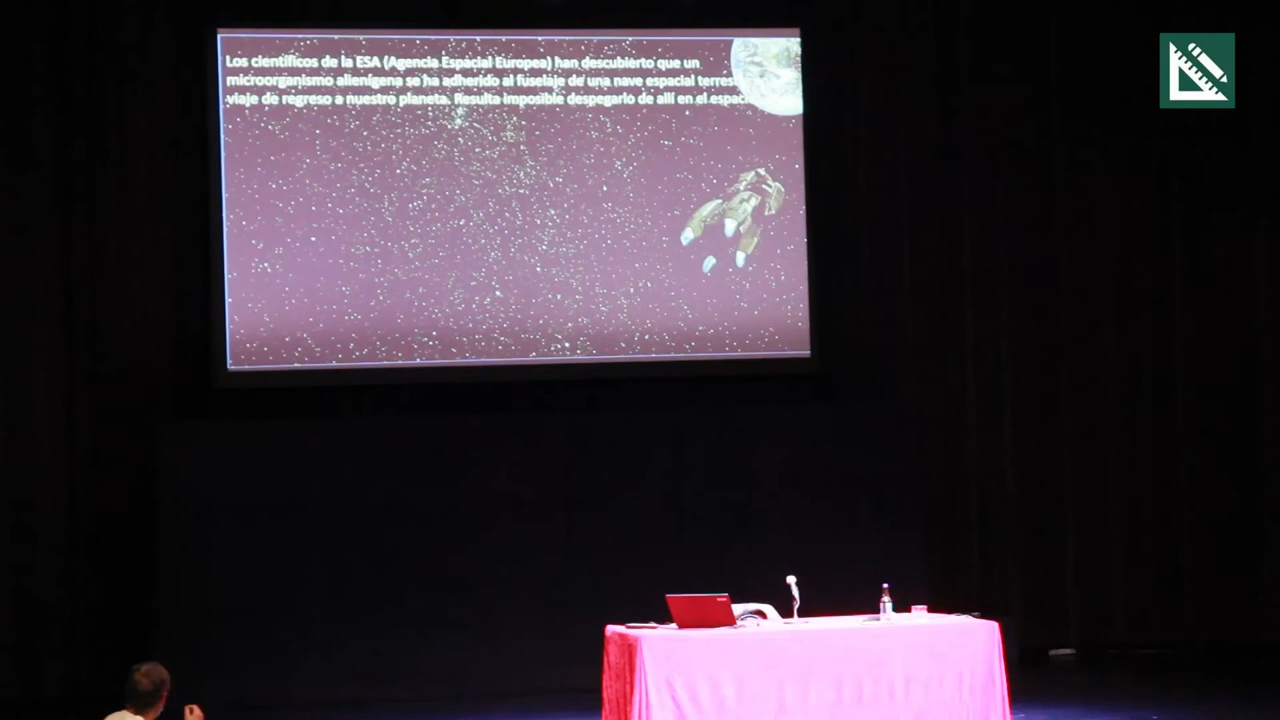 Los científicos de la ESA (Agencia Espacial Europea) han descubierto que un
microorganismo alienígena se ha adherido al fuselaje de una nave espacial
viaje de regreso a nuestro planeta. Resulta imposible despegarlo de allí en el